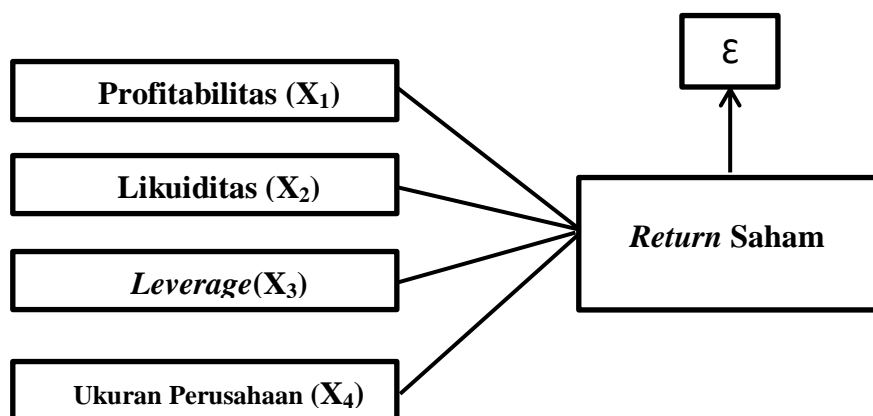 ε
Profitabilitas (X₁)
Likuiditas (X₂)
Return Saham
Leverage(X₃)
Ukuran Perusahaan (X₄)